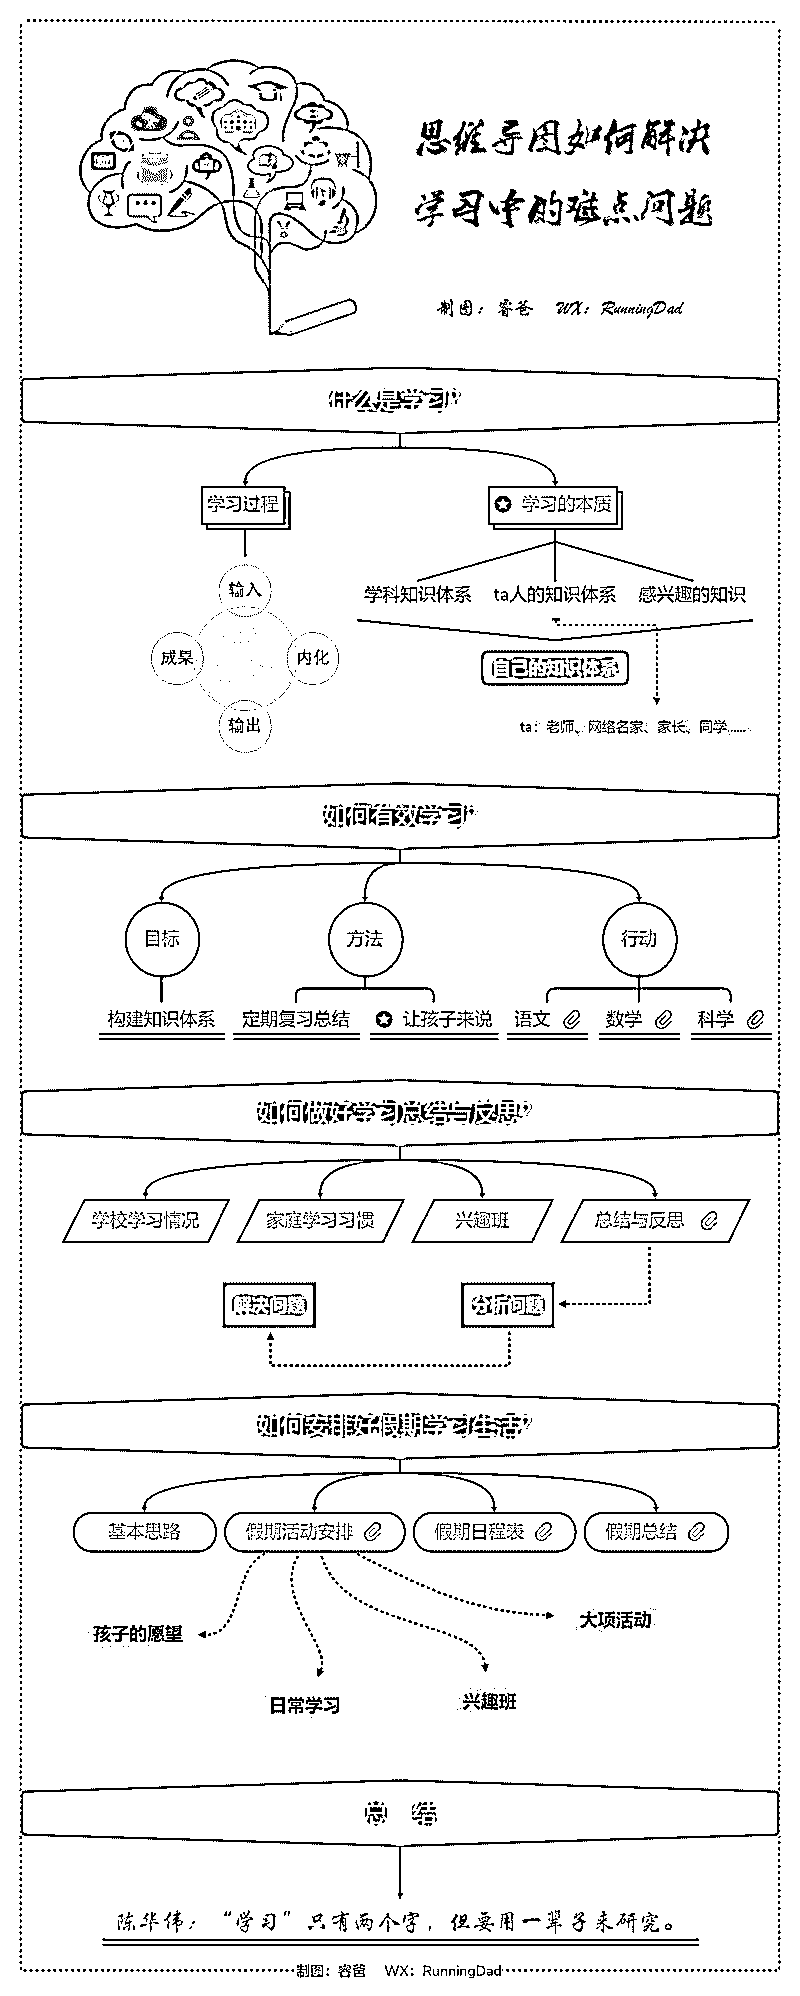 思维导图如何解决
学习中的难点问题
制图：睿爸 WX：RunningDad
什么是学习？
学习过程
学习的本质
输入
成果
内化
输出
学科知识体系
ta人的知识体系
感兴趣的知识
自己的知识体系
ta：老师、网络名家、家长、同学……
如何有效学习？
目标
方法
行动
构建知识体系
定期复习总结
让孩子来说
语文
数学
科学
如何做好学习总结与反思？
学校学习情况
家庭学习习惯
兴趣班
总结与反思
解决问题
分析问题
如何安排好假期学习生活？
基本思路
假期活动安排
假期日程表
假期总结
孩子的愿望
日常学习
兴趣班
大项活动
总 结
陈华伟：“学习”只有两个字，但要用一辈子来研究。
制图：睿爸 WX：RunningDad